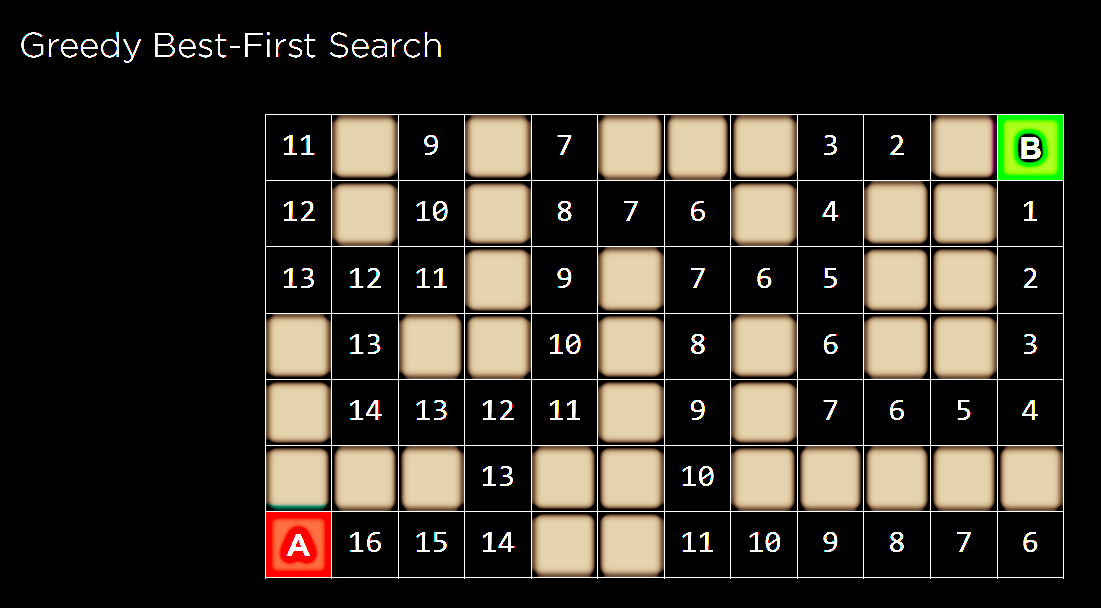 Greedy Best-First Search
11 9 7 3 2 B
12 10 8 7 6 4 1
13 12 11 9 7 6 5 2
13 10 8 6 3
14 13 12 11 9 7 6 5 4
13 10
A 16 15 14 11 10 9 8 7 6